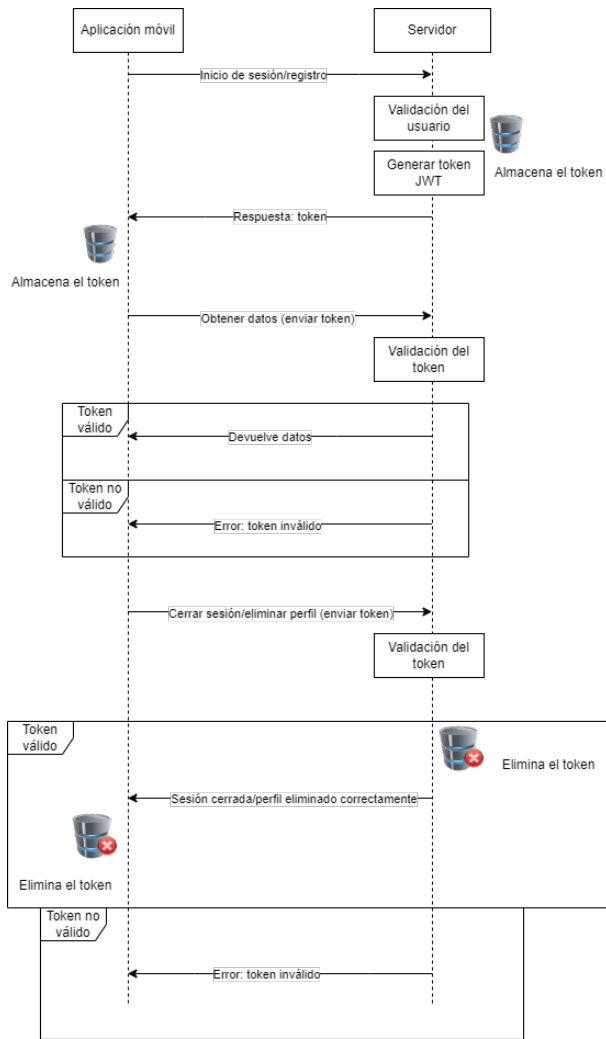 Aplicación móvil
Servidor
Inicio de sesión/registro
Validación del
usuario
Generar token
JWT
Almacena el token
Respuesta: token
Almacena el token
Obtener datos (enviar token)
Validación del
token
Token
válido
Devuelve datos
Token no
válido
Error: token inválido
Cerrar sesión/eliminar perfil (enviar token)
Validación del
token
Token
válido
Elimina el token
Sesión cerrada/perfil eliminado correctamente
Elimina el token
Token no
válido
Error: token inválido